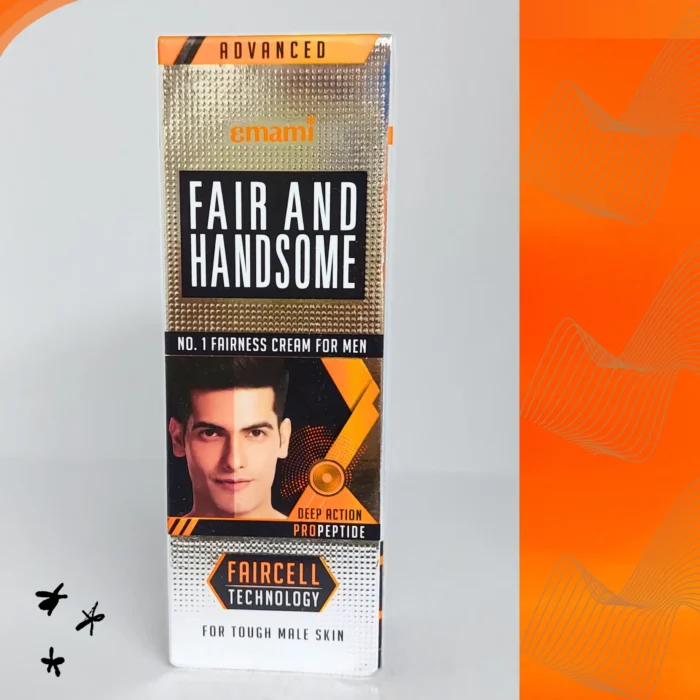 ADVANCED
emami
FAIR AND
HANDSOME
NO. 1 FAIRNESS CREAM FOR MEN
DEEP ACTION
PROPEPTIDE
FAIRCELL
TECHNOLOGY
FOR TOUGH MALE SKIN